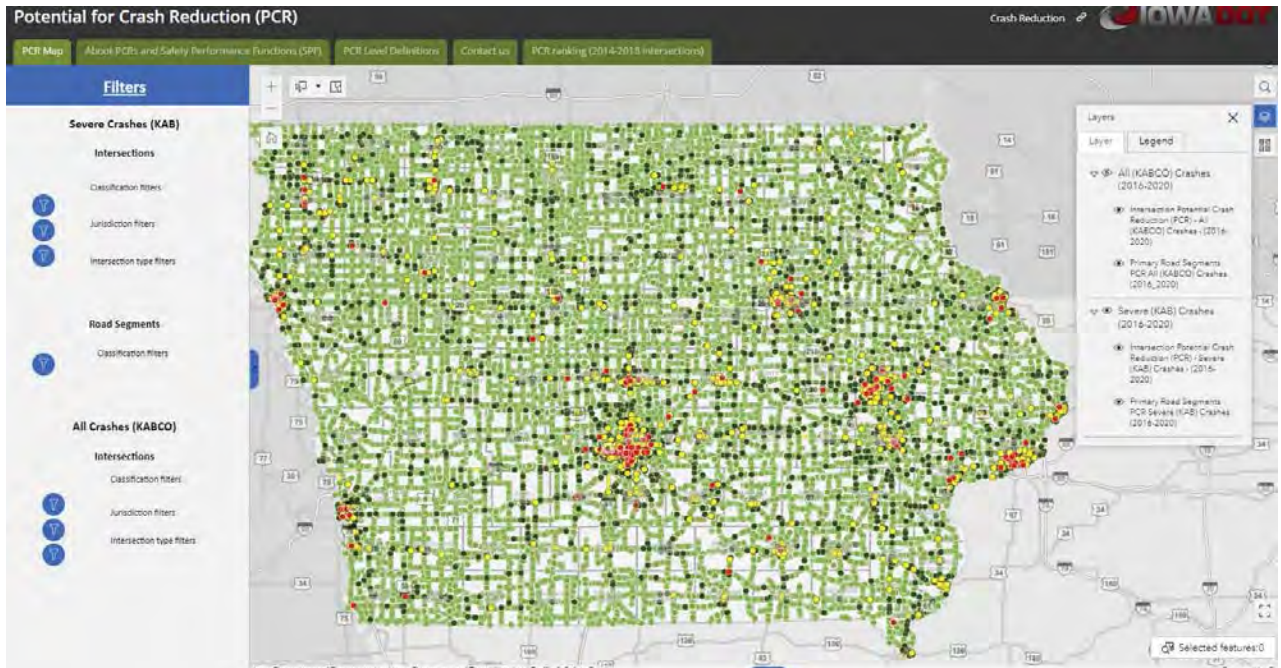 Potential for Crash Reduction (PCR)
Crash Reduction
IOWADOT
PCR Map
About PCRs and Safety Performance Functions (SPF)
PCR Level Definitions
Contact us
PCR ranking (2014-2018 intersections)
Filters
Severe Crashes (KAB)
Intersections
Classification filters
Jurisdiction filters
Intersection type filters
Road Segments
Classification filters
All Crashes (KABCO)
Intersections
Classification filters
Jurisdiction filters
Intersection type filters
Layers
Layer
Legend
All (KABCO) Crashes
(2016-2020)
Intersection Potential Crash
Reduction (PCR) - All
(KABCO) Crashes - (2016-
2020)
Primary Road Segments
PCR All (KABCO) Crashes
(2016_2020)
Severe (KAB) Crashes
(2016-2020)
Intersection Potential Crash
Reduction (PCR) - Severe
(KAB) Crashes - (2016-
2020)
Primary Road Segments
PCR Severe (KAB) Crashes
(2016-2020)
Selected features:0